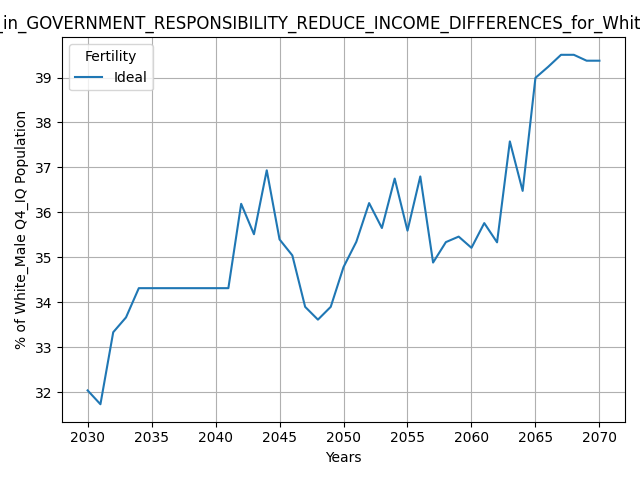 _in_GOVERNMENT_RESPONSIBILITY_REDUCE_INCOME_DIFFERENCES_for_Whit
Fertility
Ideal
% of White_Male Q4_IQ Population
39
38
37
36
35
34
33
32
2030 2035 2040 2045 2050 2055 2060 2065 2070
Years